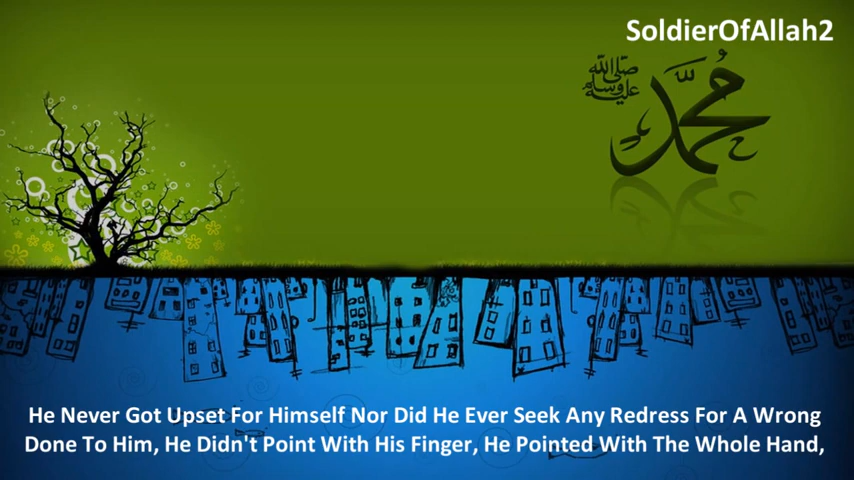 SoldierOfAllah2
صلى الله
عليه وسلم
محمد
He Never Got Upset For Himself Nor Did He Ever Seek Any Redress For A Wrong
Done To Him, He Didn't Point With His Finger, He Pointed With The Whole Hand,